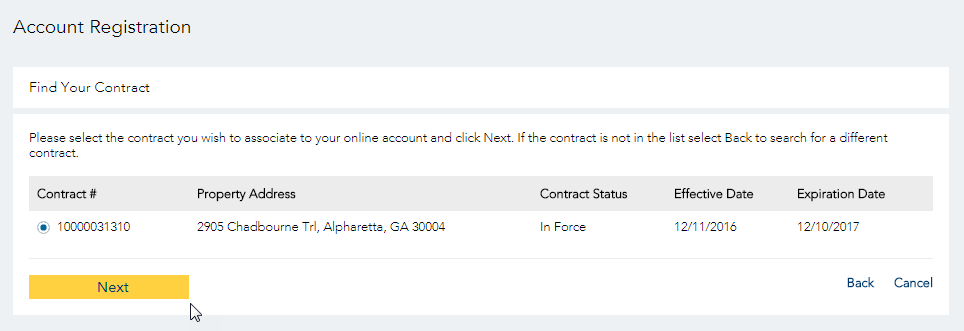 Account Registration
Find Your Contract
Please select the contract you wish to associate to your online account and click Next. If the contract is not in the list select Back to search for a different
contract.
Contract # Property Address Contract Status Effective Date Expiration Date
10000031310 2905 Chadbourne Trl, Alpharetta, GA 30004 In Force 12/11/2016 12/10/2017
Next Back Cancel